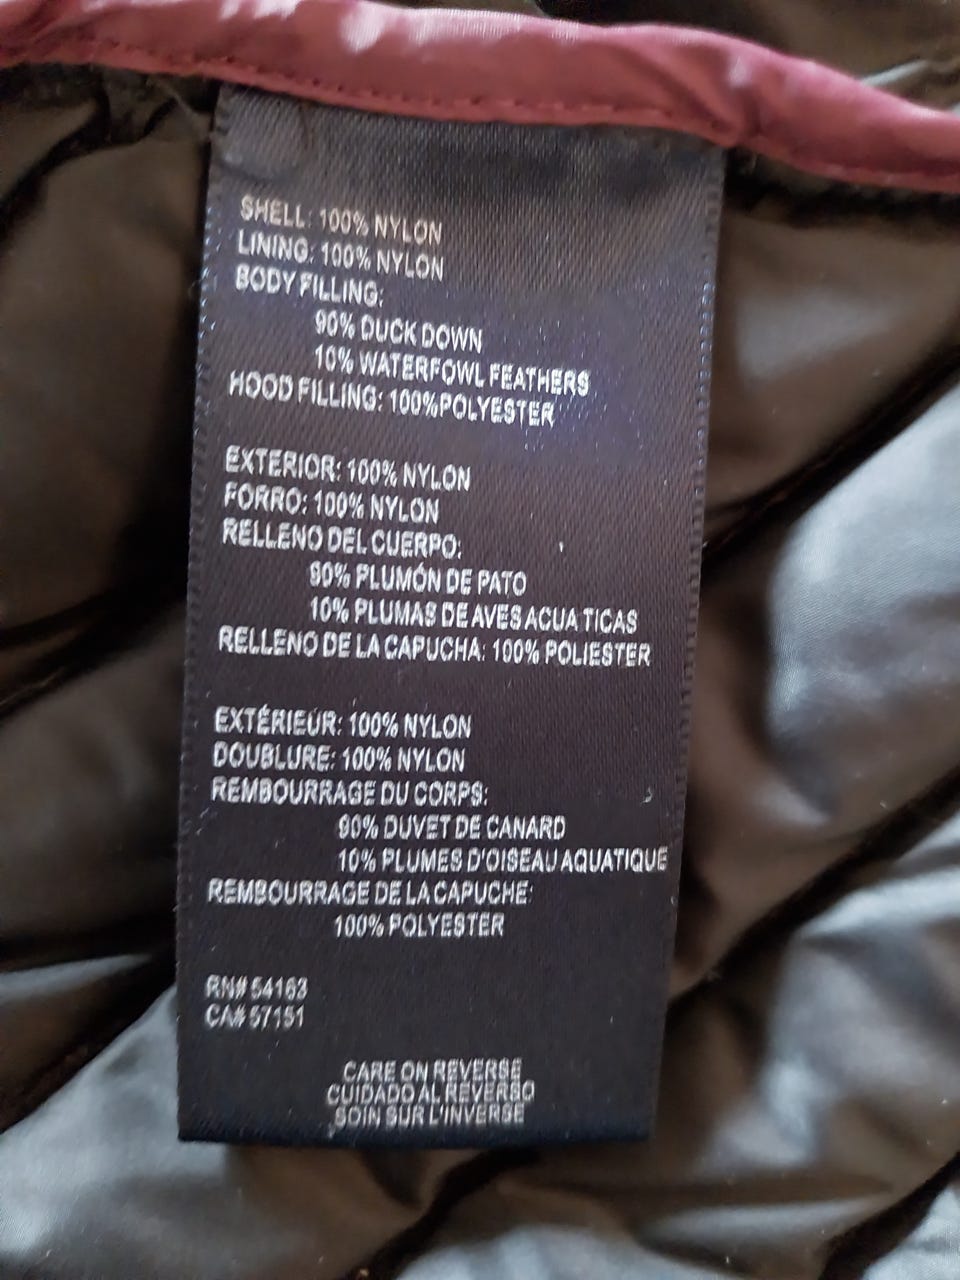 SHELL: 100% NYLON
LINING: 100% NYLON
BODY FILLING:
90% DUCK DOWN
10% WATERFOWL FEATHERS
HOOD FILLING: 100%POLYESTER
EXTERIOR: 100% NYLON
FORRO: 100% NYLON
RELLENO DEL CUERPO:
90% PLUMÓN DE PATO
10% PLUMAS DE AVES ACUA TICAS
RELLENO DE LA CAPUCHA: 100% POLIESTER
EXTÉRIEUR: 100% NYLON
DOUBLURE: 100% NYLON
REMBOURRAGE DU CORPS:
90% DUVET DE CANARD
10% PLUMES D'OISEAU AQUATIQUE
REMBOURRAGE DE LA CAPUCHE:
100% POLYESTER
RN# 54163
CA# 57151
CARE ON REVERSE
CUIDADO AL REVERSO
SOIN SUR L'INVERSE